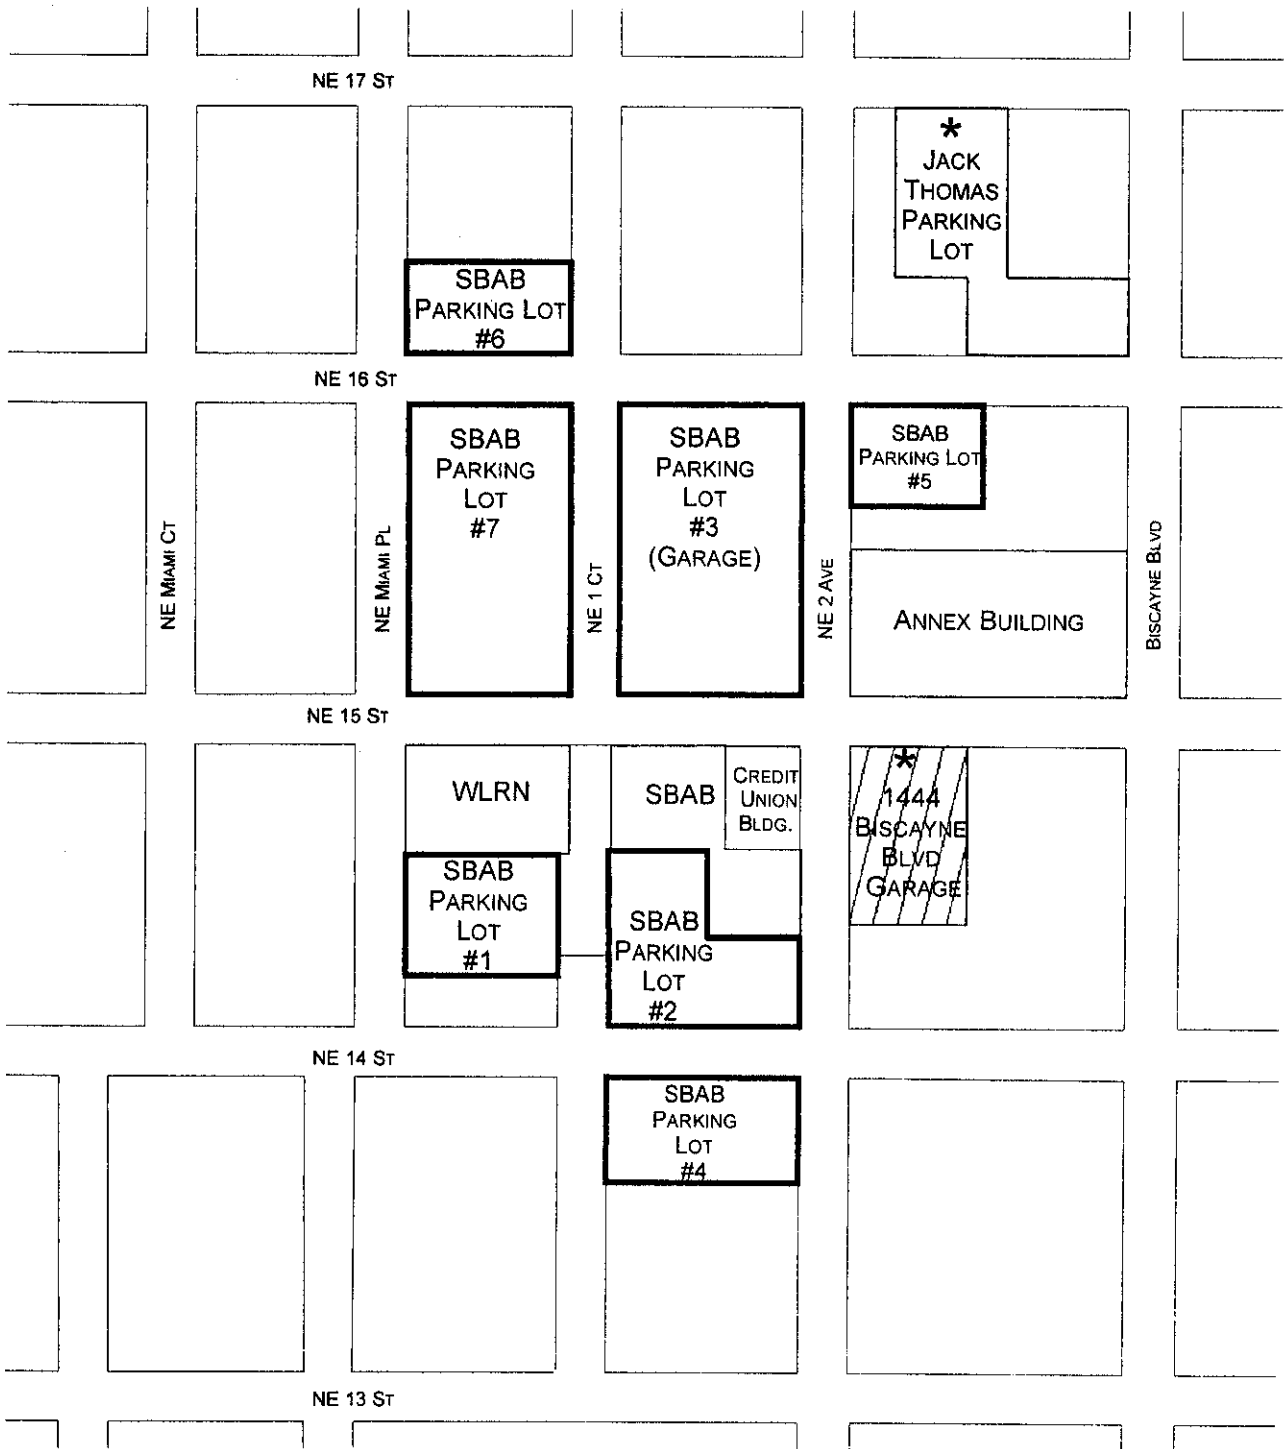 NE 17 ST
*
JACK
THOMAS
PARKING
LOT
SBAB
PARKING LOT
#6
NE 16 ST
SBAB
PARKING
LOT
#7
SBAB
PARKING
LOT
#3
(GARAGE)
SBAB
PARKING LOT
#5
NE MIAMI CT
NE MIAMI PL
NE 1 CT
NE 2 AVE
BISCAYNE BLVD
ANNEX BUILDING
NE 15 ST
WLRN
SBAB
CREDIT
UNION
BLDG.
*
1444
BISCAYNE
BLVD
GARAGE
SBAB
PARKING
LOT
#1
SBAB
PARKING
LOT
#2
NE 14 ST
SBAB
PARKING
LOT
#4
NE 13 ST